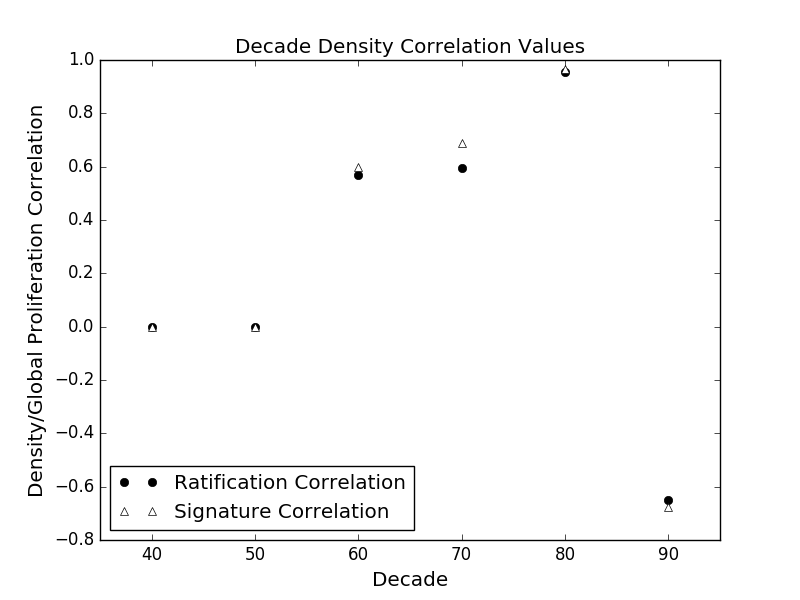 Decade Density Correlation Values
Density/Global Proliferation Correlation
1.0
0.8
0.6
0.4
0.2
0.0
−0.2
−0.4
−0.6
−0.8
Ratification Correlation
Signature Correlation
40 50 60 70 80 90
Decade